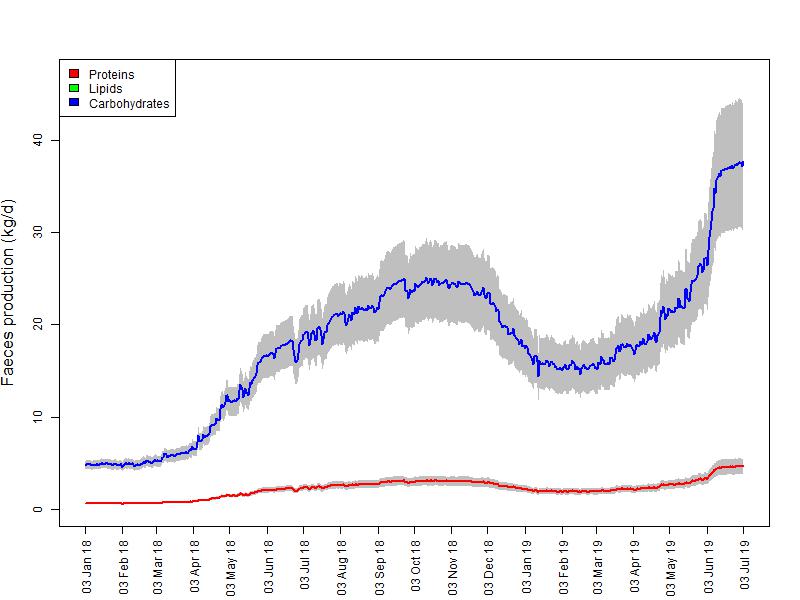 Proteins
Lipids
Carbohydrates
Faeces production (kg/d)
40
30
20
10
0
03 Jan 18
03 Feb 18
03 Mar 18
03 Apr 18
03 May 18
03 Jun 18
03 Jul 18
03 Aug 18
03 Sep 18
03 Oct 18
03 Nov 18
03 Dec 18
03 Jan 19
03 Feb 19
03 Mar 19
03 Apr 19
03 May 19
03 Jun 19
03 Jul 19